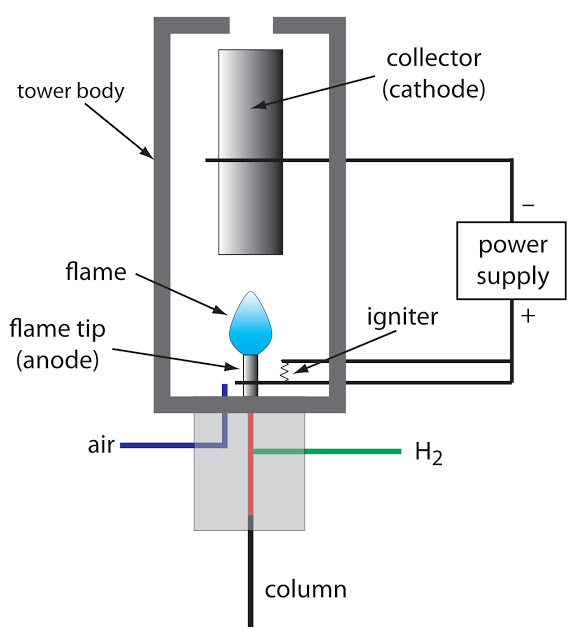 collector
(cathode)
tower body
−
power
supply
+
flame
igniter
flame tip
(anode)
air
H₂
column